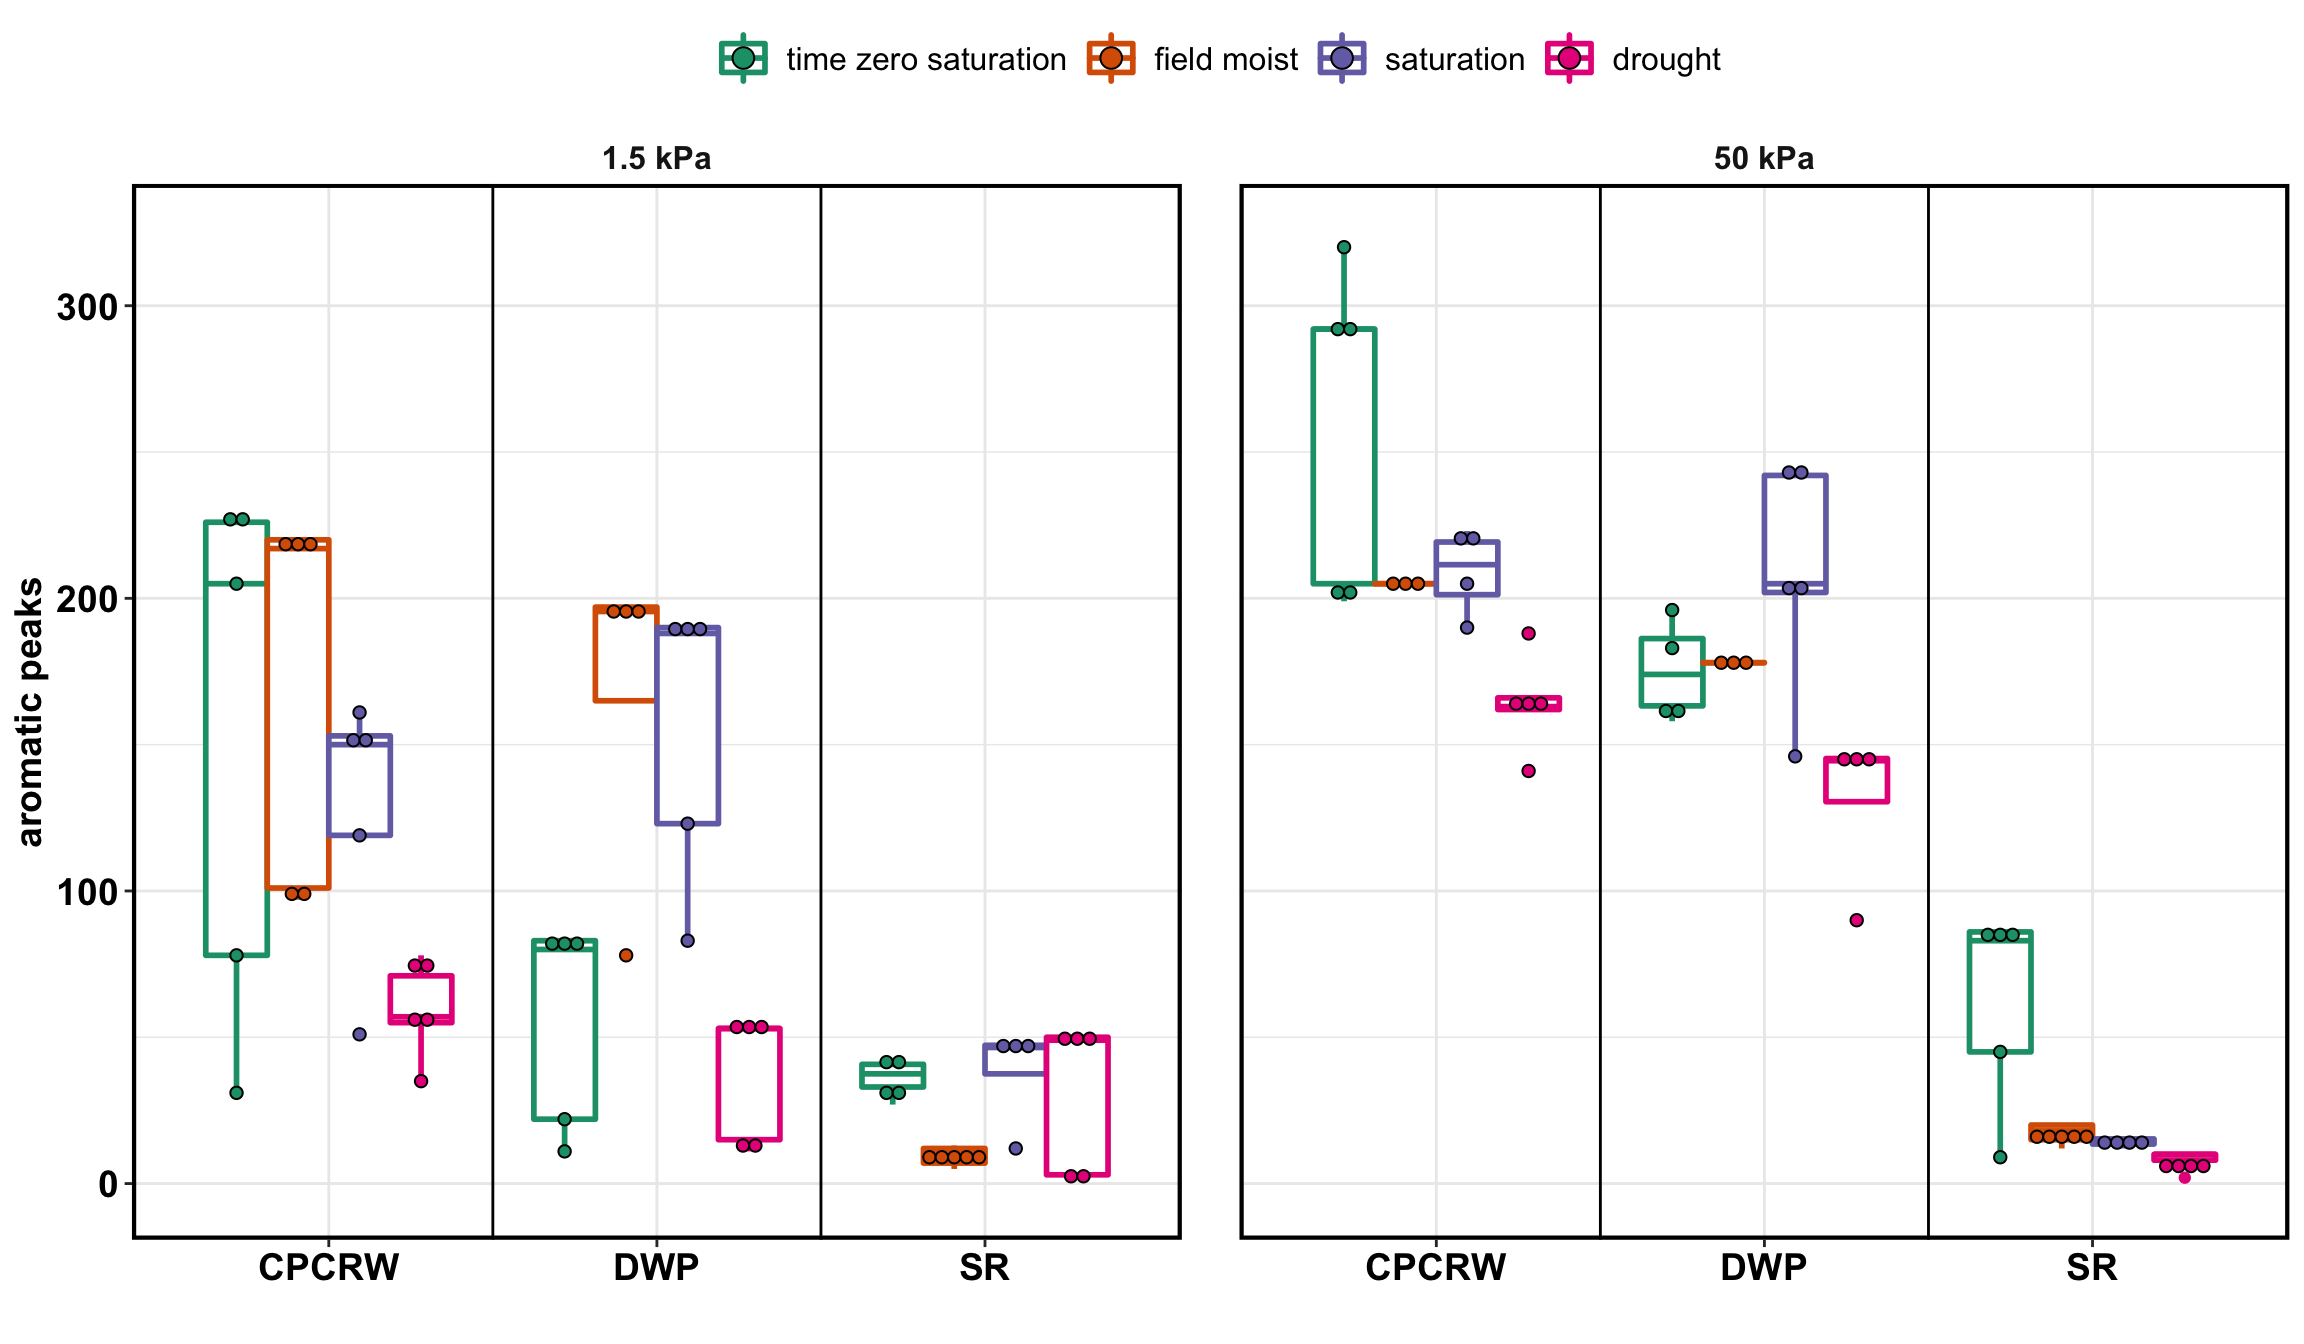 time zero saturation field moist saturation drought
1.5 kPa 50 kPa
aromatic peaks
300
200
100
0
CPCRW DWP SR CPCRW DWP SR